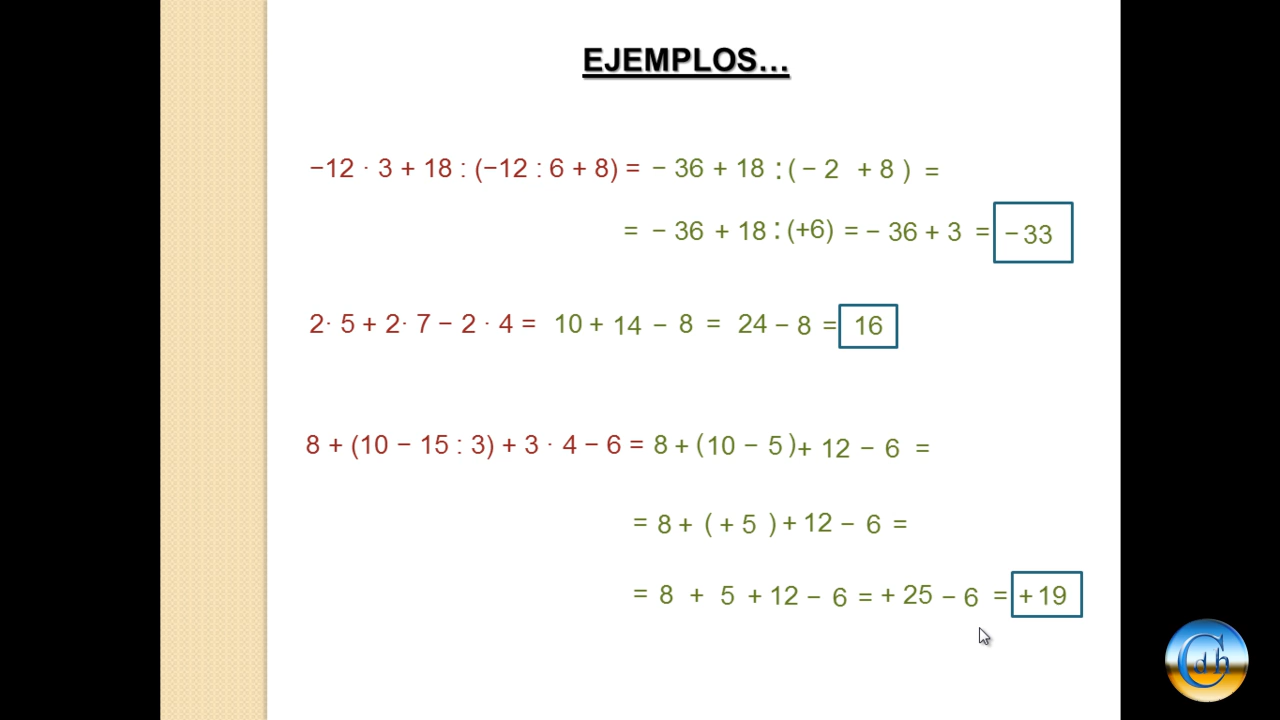 EJEMPLOS...
−12 · 3 + 18 : (−12 : 6 + 8) = − 36 + 18 : ( − 2 + 8 ) =
= − 36 + 18 : (+6) = − 36 + 3 = − 33
2· 5 + 2· 7 − 2 · 4 = 10 + 14 − 8 = 24 − 8 = 16
8 + (10 − 15 : 3) + 3 · 4 − 6 = 8 + ( 10 − 5 ) + 12 − 6 =
= 8 + ( + 5 ) + 12 − 6 =
= 8 + 5 + 12 − 6 = + 25 − 6 = + 19
Cdh